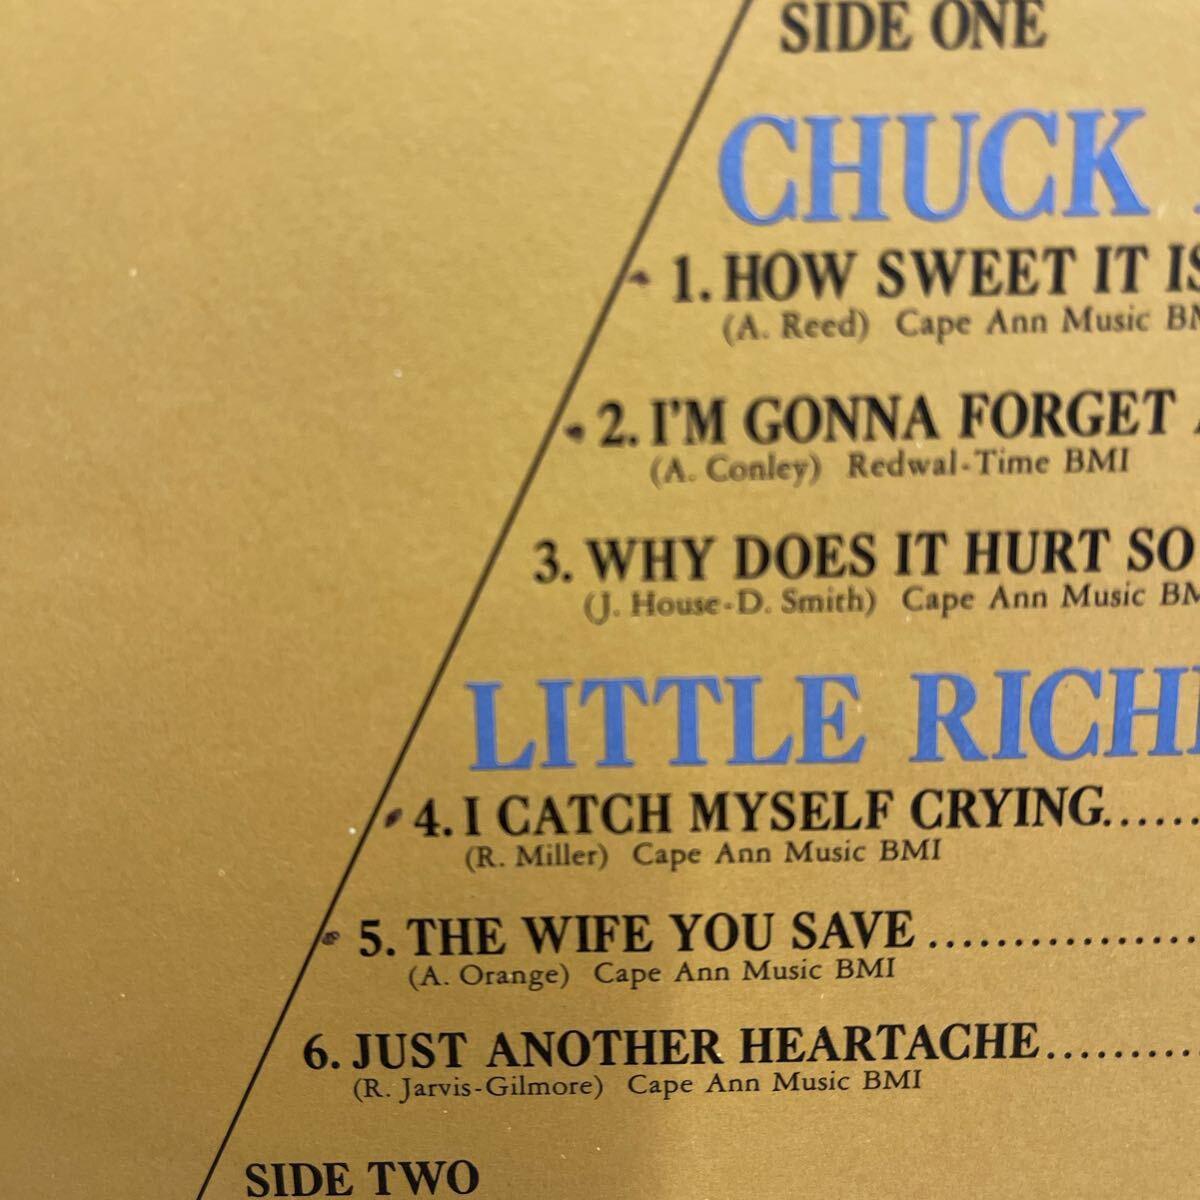 SIDE ONE
CHUCK
1. HOW SWEET IT IS
(A. Reed) Cape Ann Music
2. I'M GONNA FORGET
(A. Conley) Redwal-Time BMI
3. WHY DOES IT HURT SO
(J. House-D. Smith) Cape Ann Music
LITTLE
4. I CATCH MYSELF CRYING......
(R. Miller) Cape Ann Music BMI
5. THE WIFE YOU SAVE ................
(A. Orange) Cape Ann Music BMI
6. JUST ANOTHER HEARTACHE.........
(R. Jarvis-Gilmore) Cape Ann Music BMI
SIDE TWO